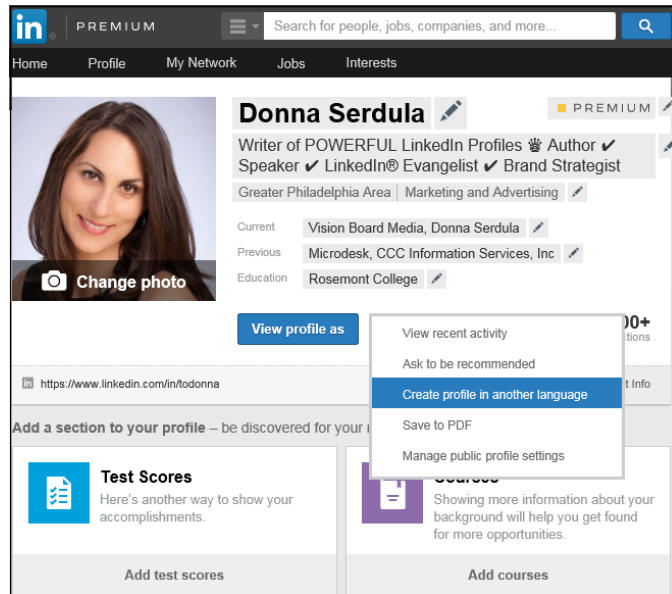 in® PREMIUM Search for people, jobs, companies, and more...
Home Profile My Network Jobs Interests
Donna Serdula PREMIUM
Writer of POWERFUL LinkedIn Profiles ♛ Author ✔
Speaker ✔ LinkedIn® Evangelist ✔ Brand Strategist
Greater Philadelphia Area | Marketing and Advertising
Current Vision Board Media, Donna Serdula
Previous Microdesk, CCC Information Services, Inc
Education Rosemont College
Change photo
View profile as
00+
tions
View recent activity
Ask to be recommended
Create profile in another language
Save to PDF
Manage public profile settings
in https://www.linkedin.com/in/todonna t Info
Add a section to your profile – be discovered for your
Test Scores
Here's another way to show your
accomplishments.
Add test scores
Courses
Showing more information about your
background will help you get found
for more opportunities.
Add courses